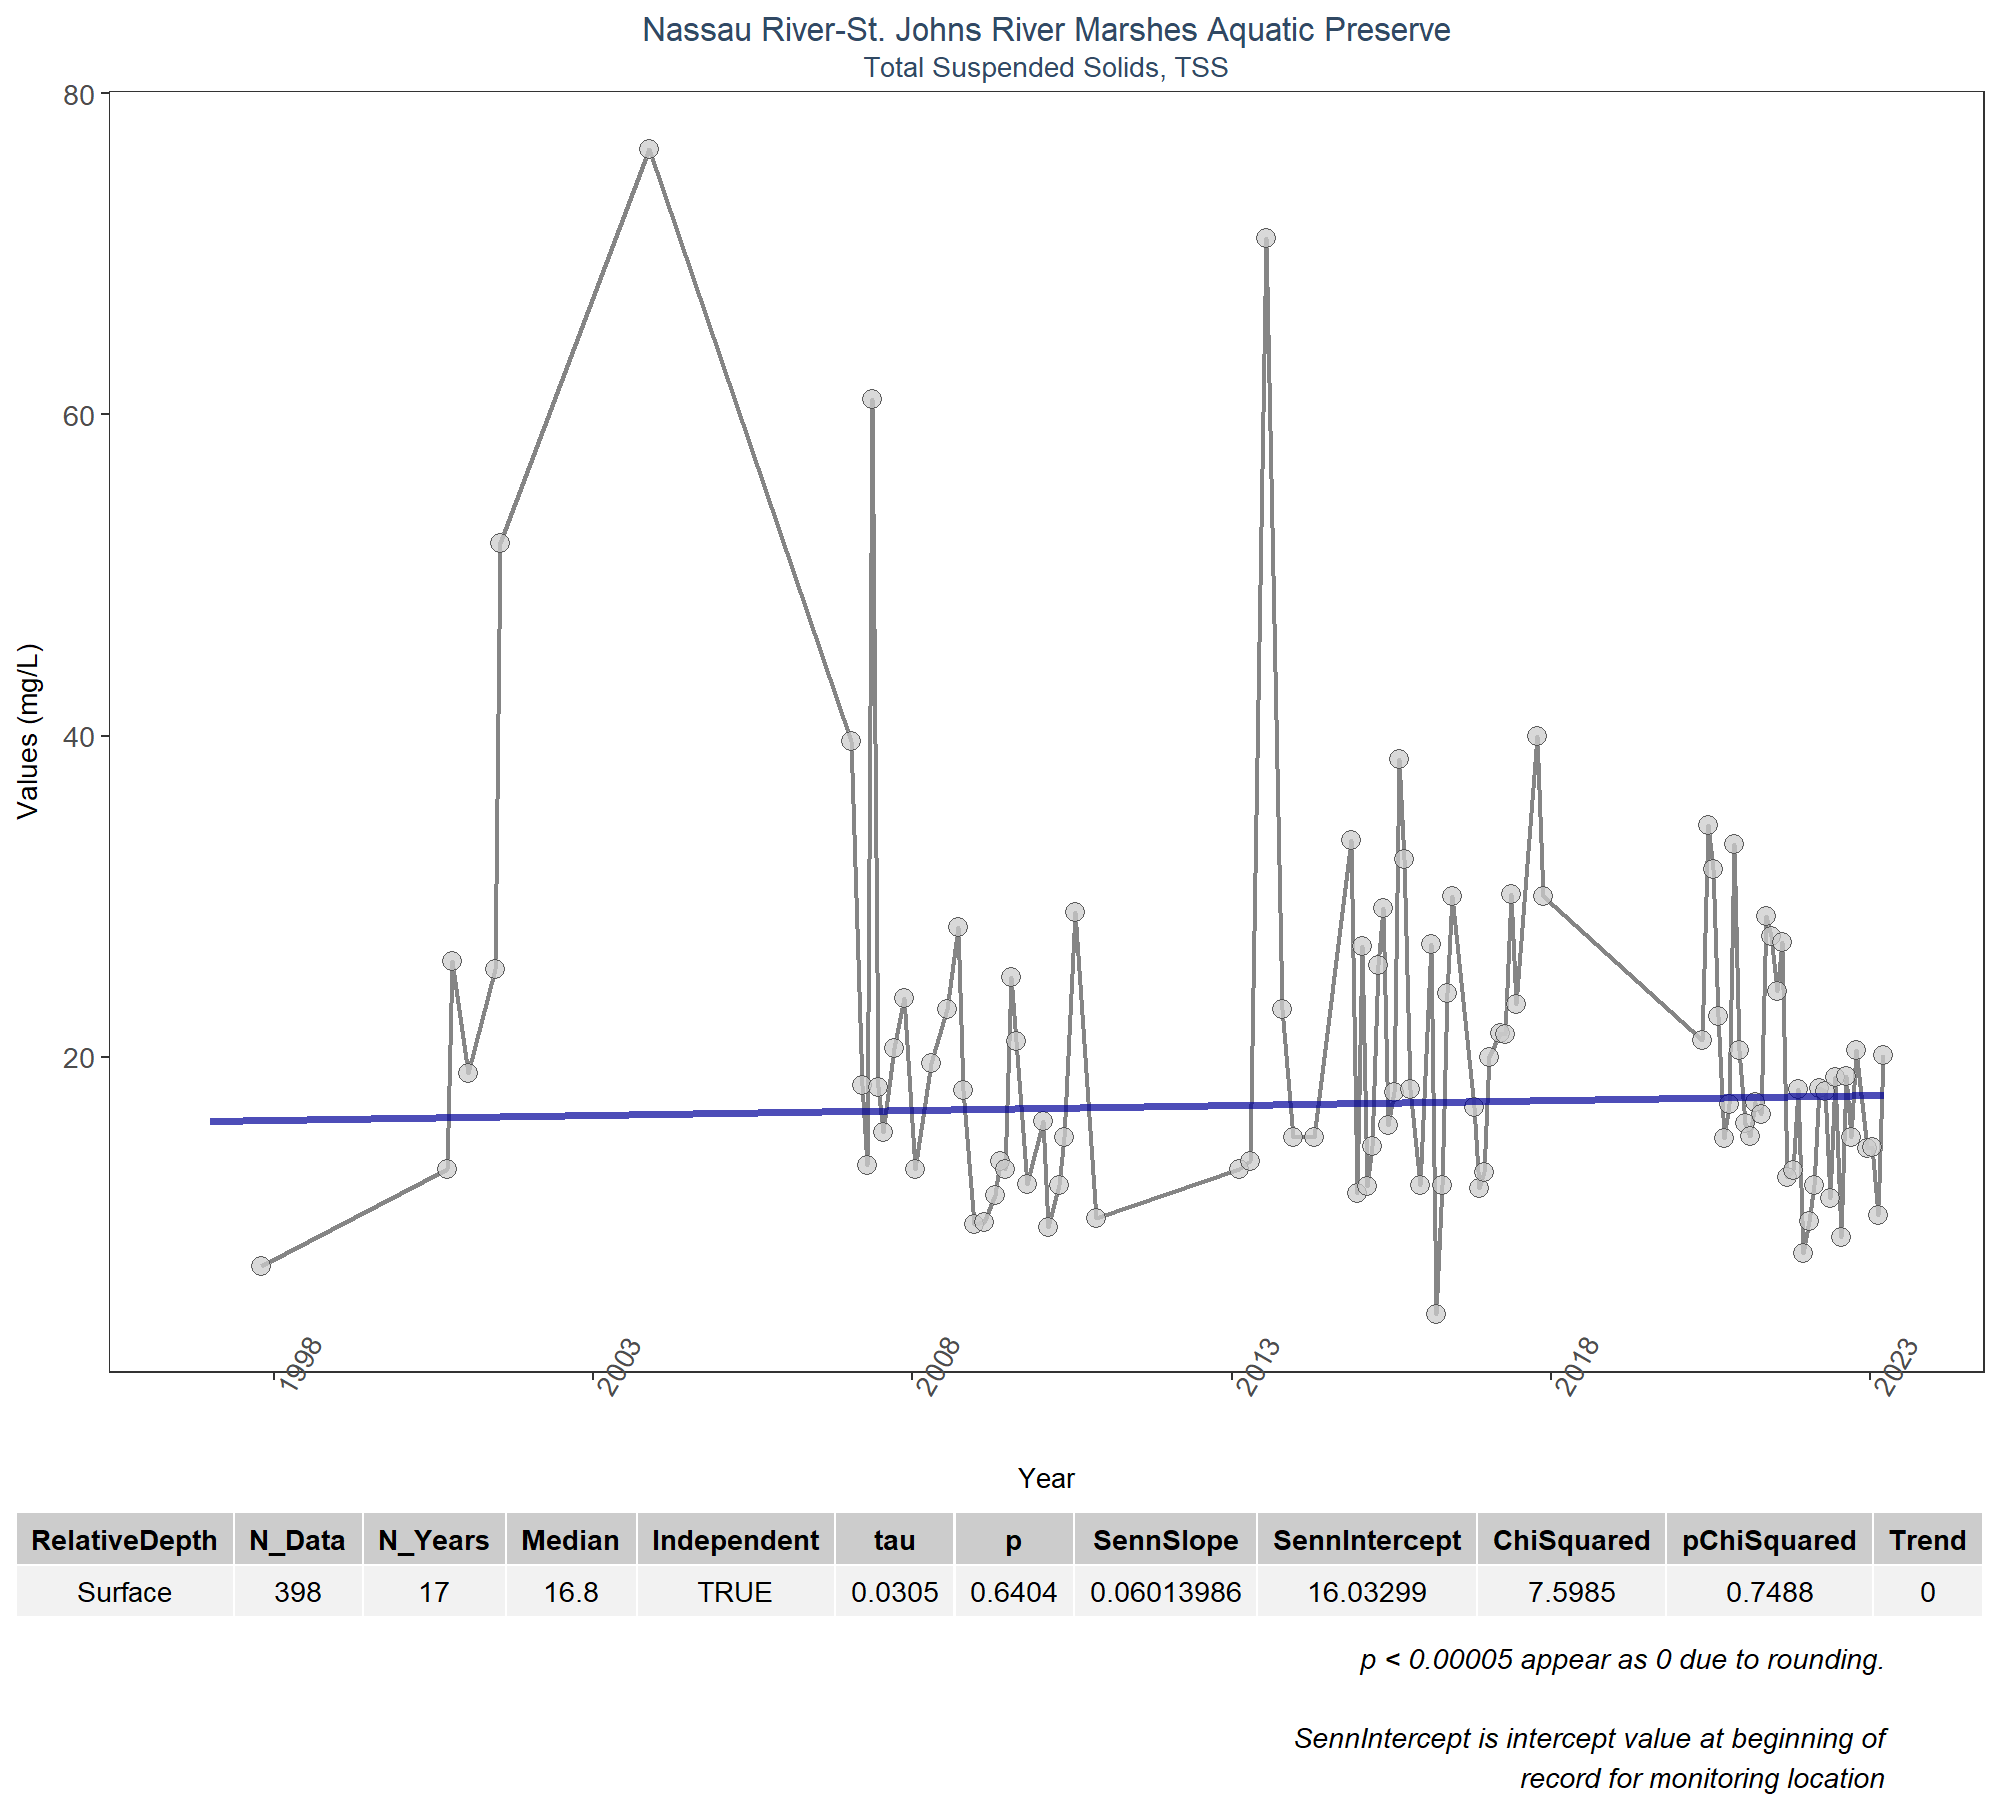 Nassau River-St. Johns River Marshes Aquatic Preserve
Total Suspended Solids, TSS
80
60
40
20
Values (mg/L)
1998
2003
2008
2013
2018
2023
Year
RelativeDepth N_Data N_Years Median Independent tau p SennSlope SennIntercept ChiSquared pChiSquared Trend
Surface 398 17 16.8 TRUE 0.0305 0.6404 0.06013986 16.03299 7.5985 0.7488 0
p < 0.00005 appear as 0 due to rounding.
SennIntercept is intercept value at beginning of
record for monitoring location